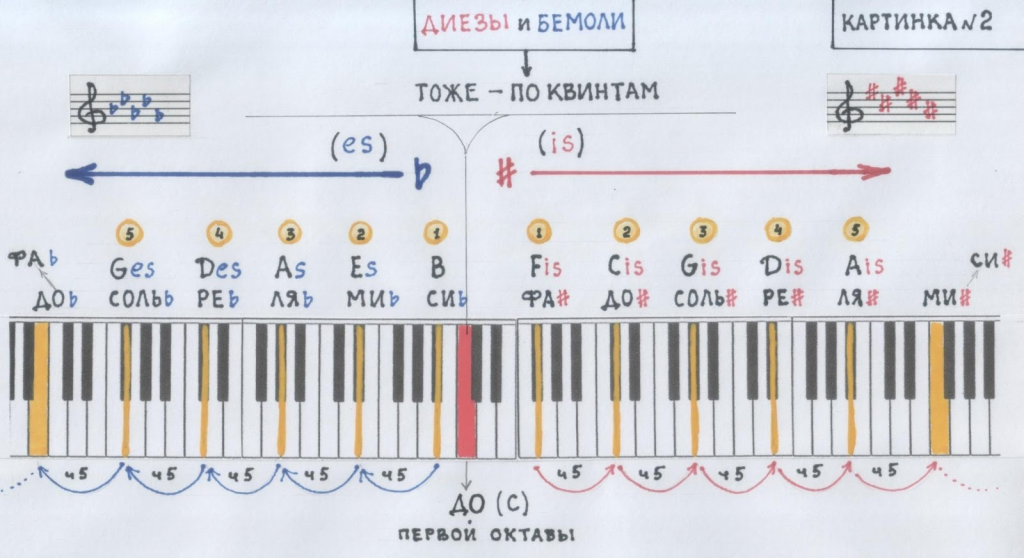 ДИЕЗЫ и БЕМОЛИ
КАРТИНКА №2
ТОЖЕ – ПО КВИНТАМ
(es) ♭
♯ (is)
5 4 3 2 1
1 2 3 4 5
ФА♭ Ges Des As Es B
Fis Cis Gis Dis Ais СИ♯
ДО♭ СОЛЬ♭ РЕ♭ ЛЯ♭ МИ♭ СИ♭
ФА♯ ДО♯ СОЛЬ♯ РЕ♯ ЛЯ♯ МИ♯
ч5 ч5 ч5 ч5 ч5
ч5 ч5 ч5 ч5 ч5
ДО (C)
ПЕРВОЙ ОКТАВЫ